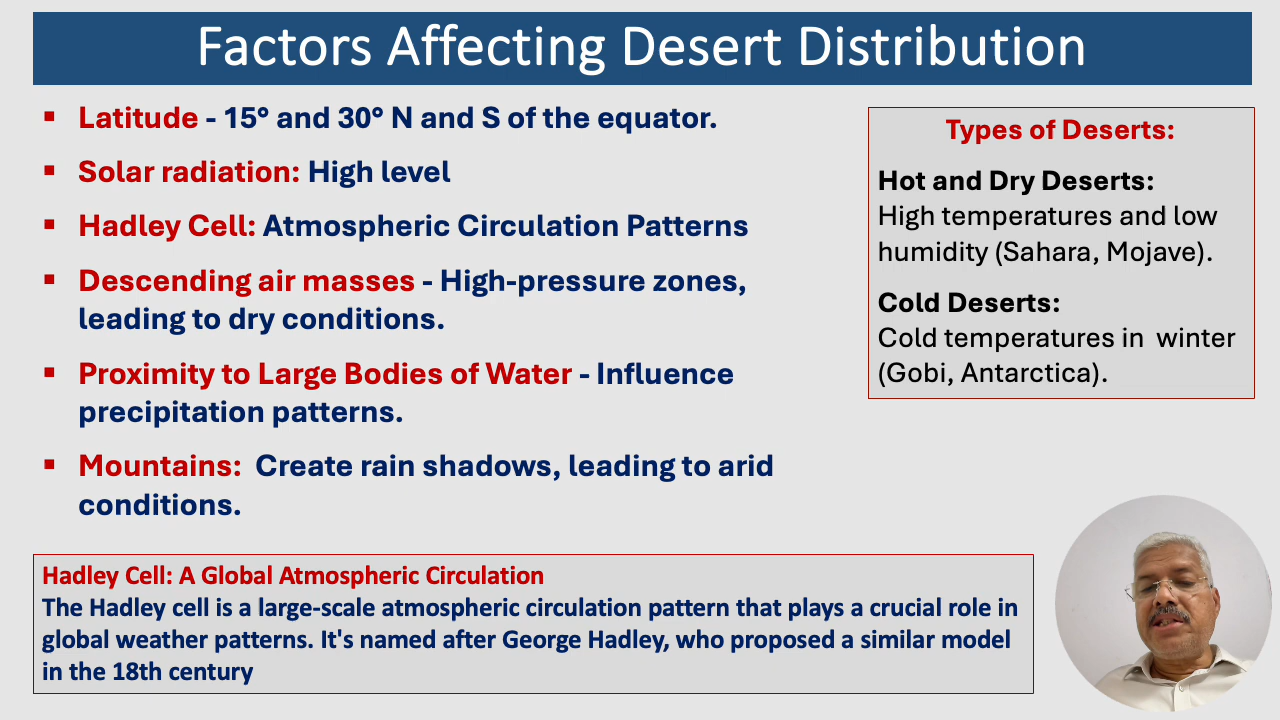 Factors Affecting Desert Distribution
▪ Latitude - 15° and 30° N and S of the equator.
▪ Solar radiation: High level
▪ Hadley Cell: Atmospheric Circulation Patterns
▪ Descending air masses - High-pressure zones,
leading to dry conditions.
▪ Proximity to Large Bodies of Water - Influence
precipitation patterns.
▪ Mountains:  Create rain shadows, leading to arid
conditions.
Types of Deserts:
Hot and Dry Deserts:
High temperatures and low
humidity (Sahara, Mojave).
Cold Deserts:
Cold temperatures in  winter
(Gobi, Antarctica).
Hadley Cell: A Global Atmospheric Circulation
The Hadley cell is a large-scale atmospheric circulation pattern that plays a crucial role in
global weather patterns. It's named after George Hadley, who proposed a similar model
in the 18th century